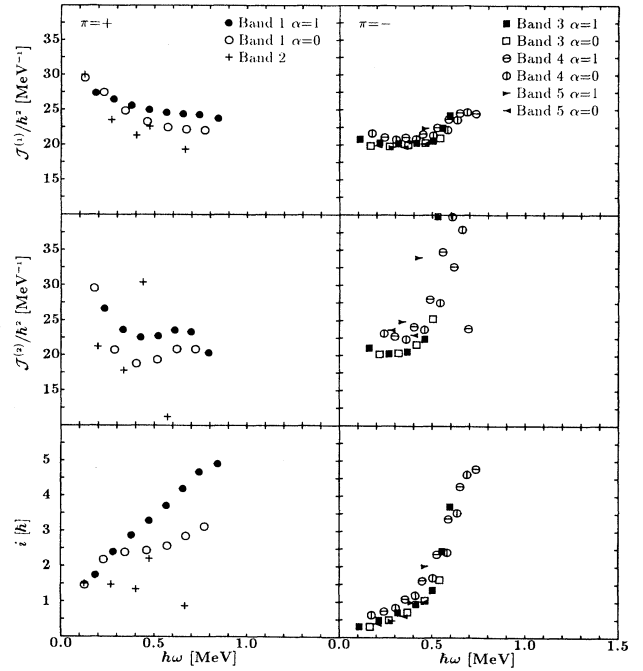 π=+
● Band 1 α=1
○ Band 1 α=0
+ Band 2
π=−
■ Band 3 α=1
□ Band 3 α=0
⊖ Band 4 α=1
⦶ Band 4 α=0
► Band 5 α=1
◄ Band 5 α=0
𝒥⁽¹⁾/ħ² [MeV⁻¹]
35
30
25
20
15
𝒥⁽²⁾/ħ² [MeV⁻¹]
35
30
25
20
15
i [ħ]
5
4
3
2
1
0
0.0
0.5
1.0
0.0
0.5
1.0
1.5
ħω [MeV]
ħω [MeV]